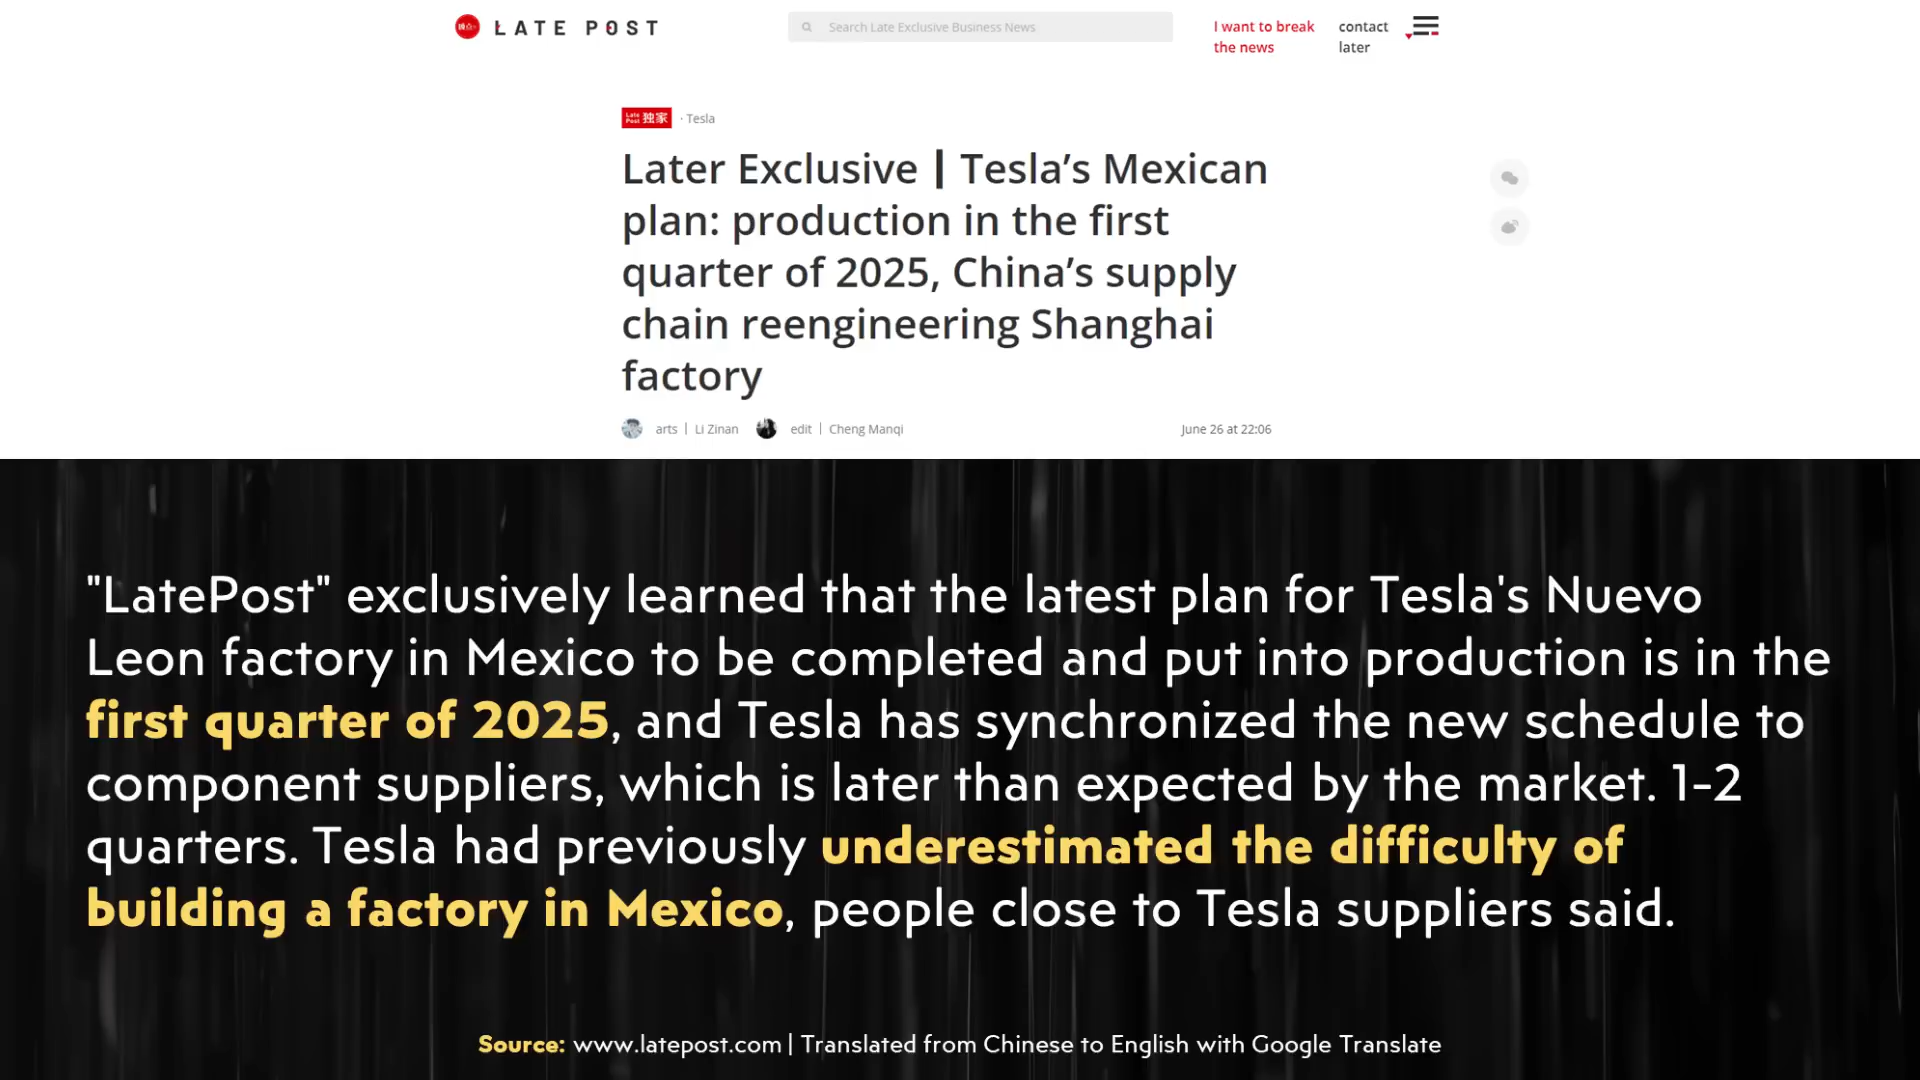 LATE POST
Search Late Exclusive Business News
I want to break
the news
contact
later
Late Post 独家 · Tesla
Later Exclusive | Tesla’s Mexican
plan: production in the first
quarter of 2025, China’s supply
chain reengineering Shanghai
factory
arts | Li Zinan edit | Cheng Manqi June 26 at 22:06
"LatePost" exclusively learned that the latest plan for Tesla's Nuevo
Leon factory in Mexico to be completed and put into production is in the
first quarter of 2025, and Tesla has synchronized the new schedule to
component suppliers, which is later than expected by the market. 1-2
quarters. Tesla had previously underestimated the difficulty of
building a factory in Mexico, people close to Tesla suppliers said.
Source: www.latepost.com | Translated from Chinese to English with Google Translate